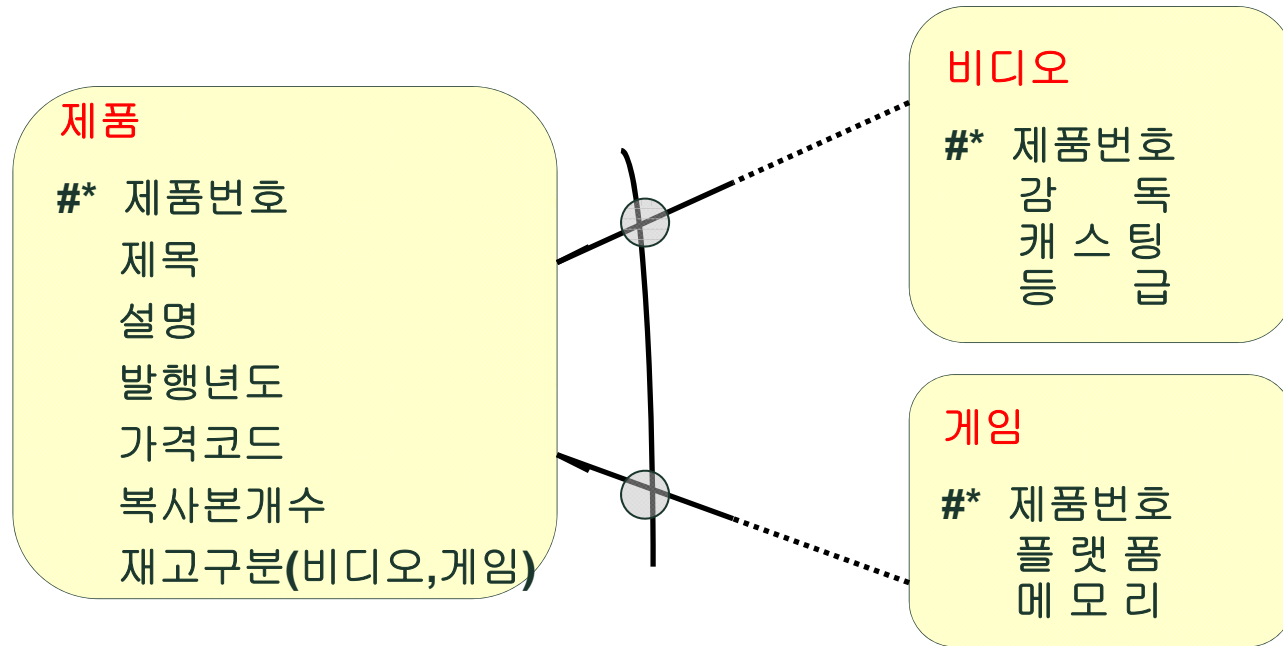 제품
#* 제품번호
제목
설명
발행년도
가격코드
복사본개수
재고구분(비디오,게임)
비디오
#* 제품번호
감 독
캐 스 팅
등 급
게임
#* 제품번호
플 랫 폼
메 모 리